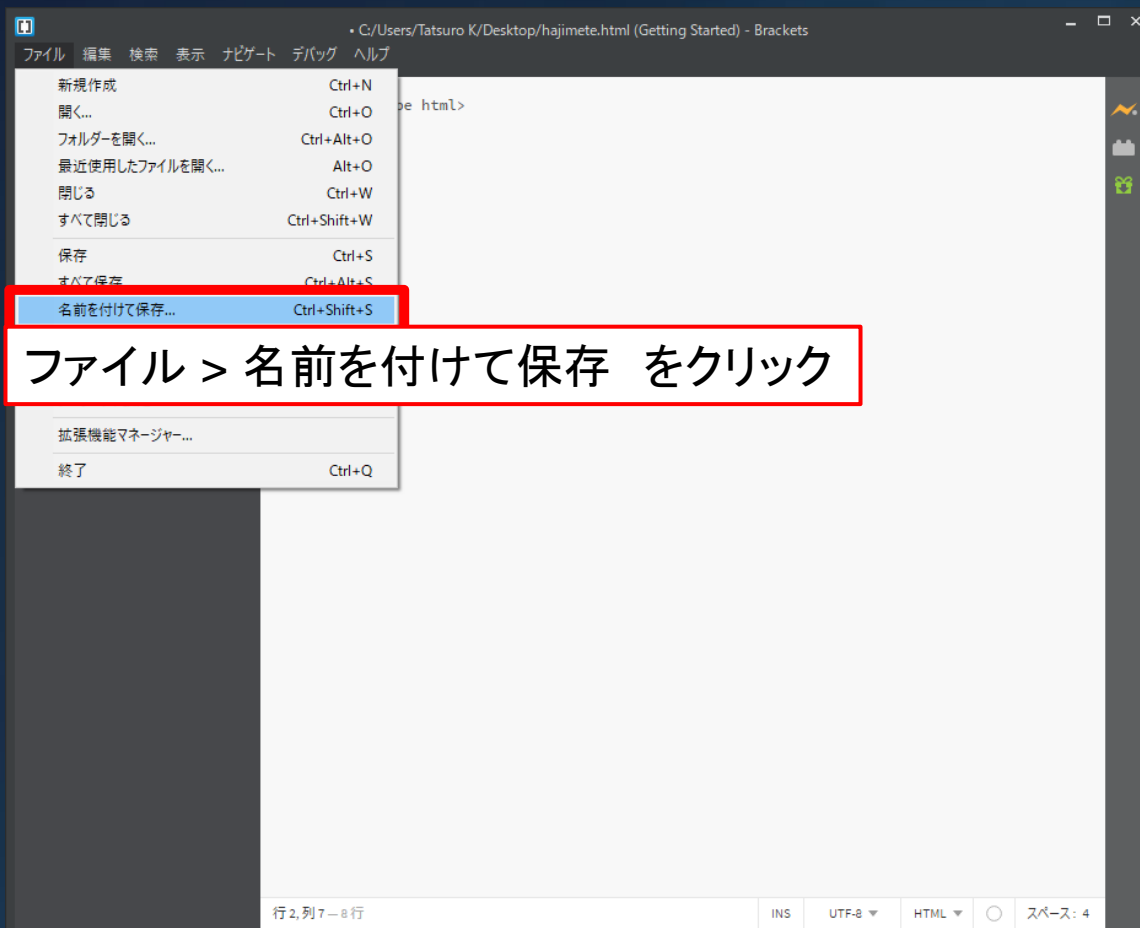 • C:/Users/Tatsuro K/Desktop/hajimete.html (Getting Started) - Brackets
ファイル 編集 検索 表示 ナビゲート デバッグ ヘルプ
新規作成 Ctrl+N
pe html>
開く... Ctrl+O
フォルダーを開く... Ctrl+Alt+O
最近使用したファイルを開く... Alt+O
閉じる Ctrl+W
すべて閉じる Ctrl+Shift+W
保存 Ctrl+S
すべて保存 Ctrl+Alt+S
名前を付けて保存... Ctrl+Shift+S
ファイル > 名前を付けて保存 をクリック
拡張機能マネージャー...
終了 Ctrl+Q
行 2, 列 7 — 8 行 INS UTF-8 HTML スペース: 4